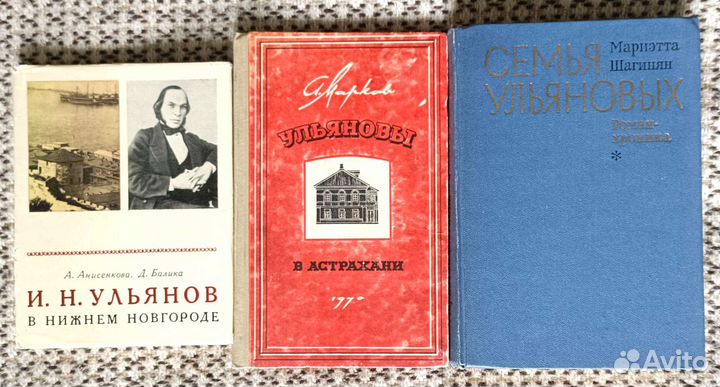 А. Анисенкова, Д. Балика
И. Н. УЛЬЯНОВ
В НИЖНЕМ НОВГОРОДЕ
А. Марков
УЛЬЯНОВЫ
В АСТРАХАНИ
СЕМЬЯ
УЛЬЯНОВЫХ
Мариэтта
Шагинян
Роман-
хроника
*
Avito